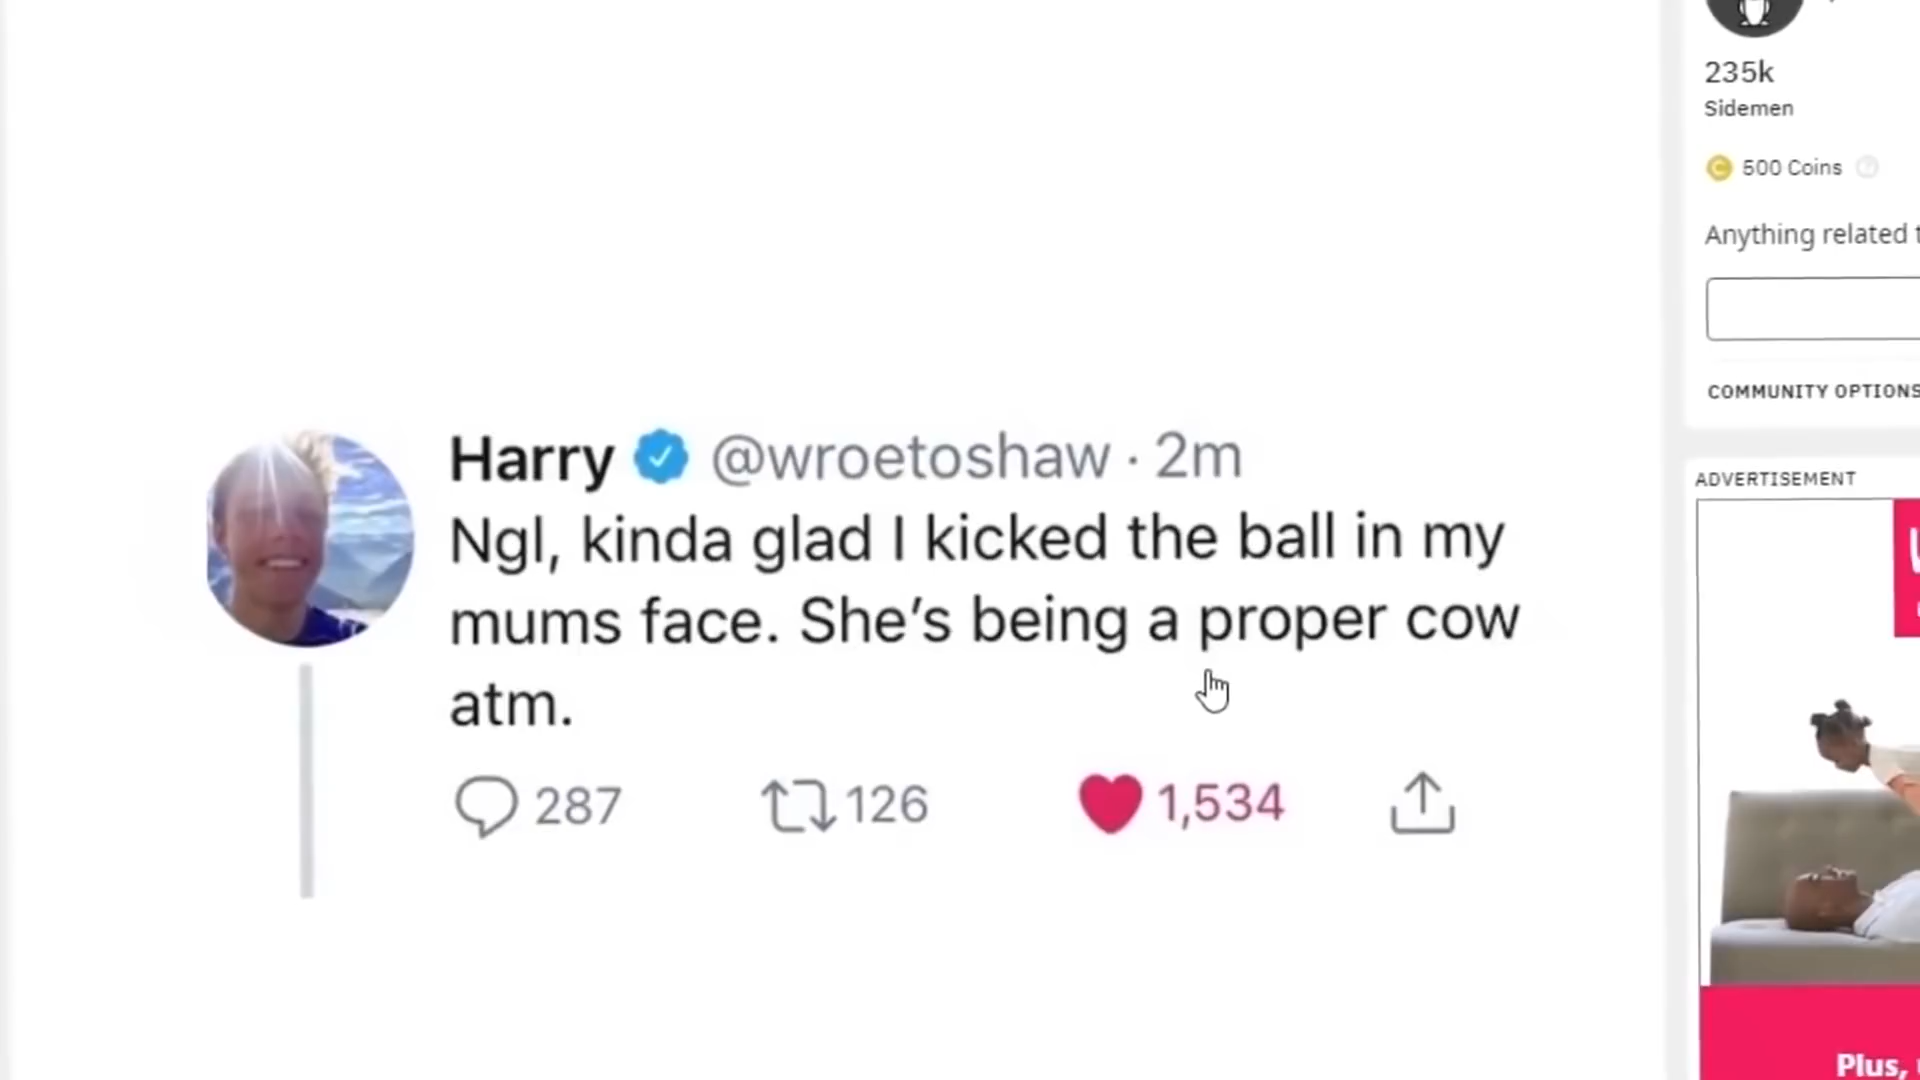 235k
Sidemen
500 Coins
Anything related
COMMUNITY OPTIONS
Harry @wroetoshaw · 2m
Ngl, kinda glad I kicked the ball in my
mums face. She’s being a proper cow
atm.
287 126 1,534
ADVERTISEMENT
Plus,